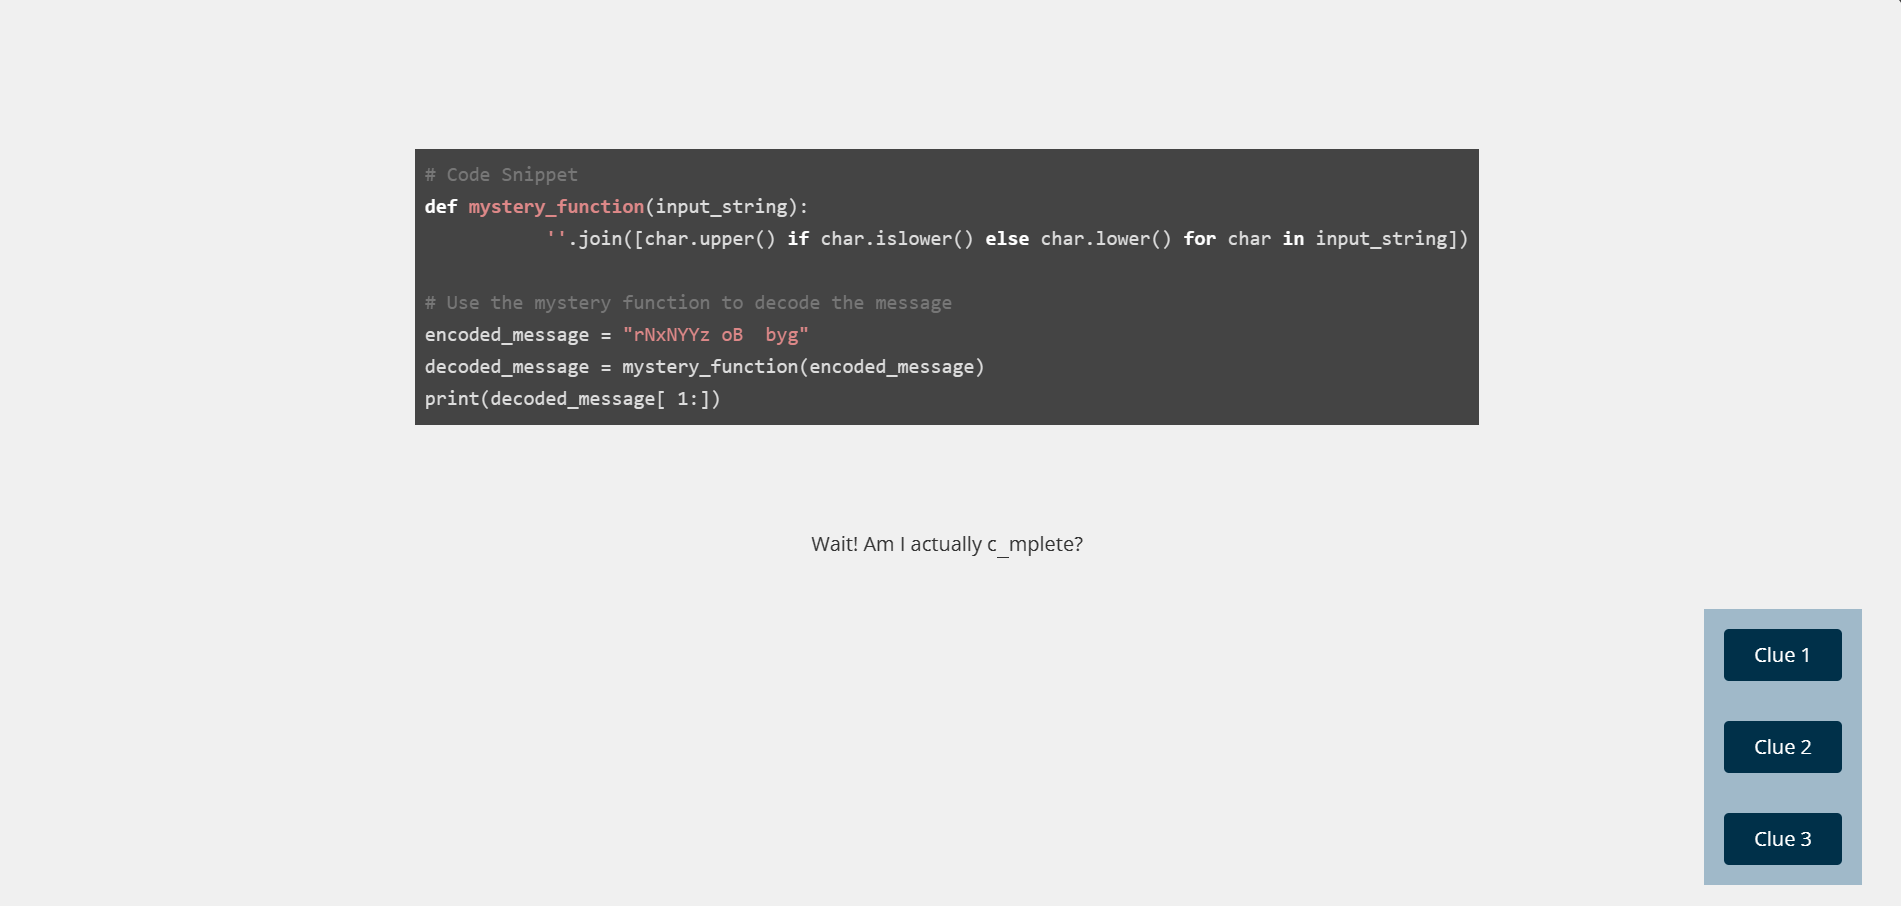 # Code Snippet
def mystery_function(input_string):
''.join([char.upper() if char.islower() else char.lower() for char in input_string])
# Use the mystery function to decode the message
encoded_message = "rNxNYYz oB  byg"
decoded_message = mystery_function(encoded_message)
print(decoded_message[ 1:])
Wait! Am I actually c_mplete?
Clue 1
Clue 2
Clue 3